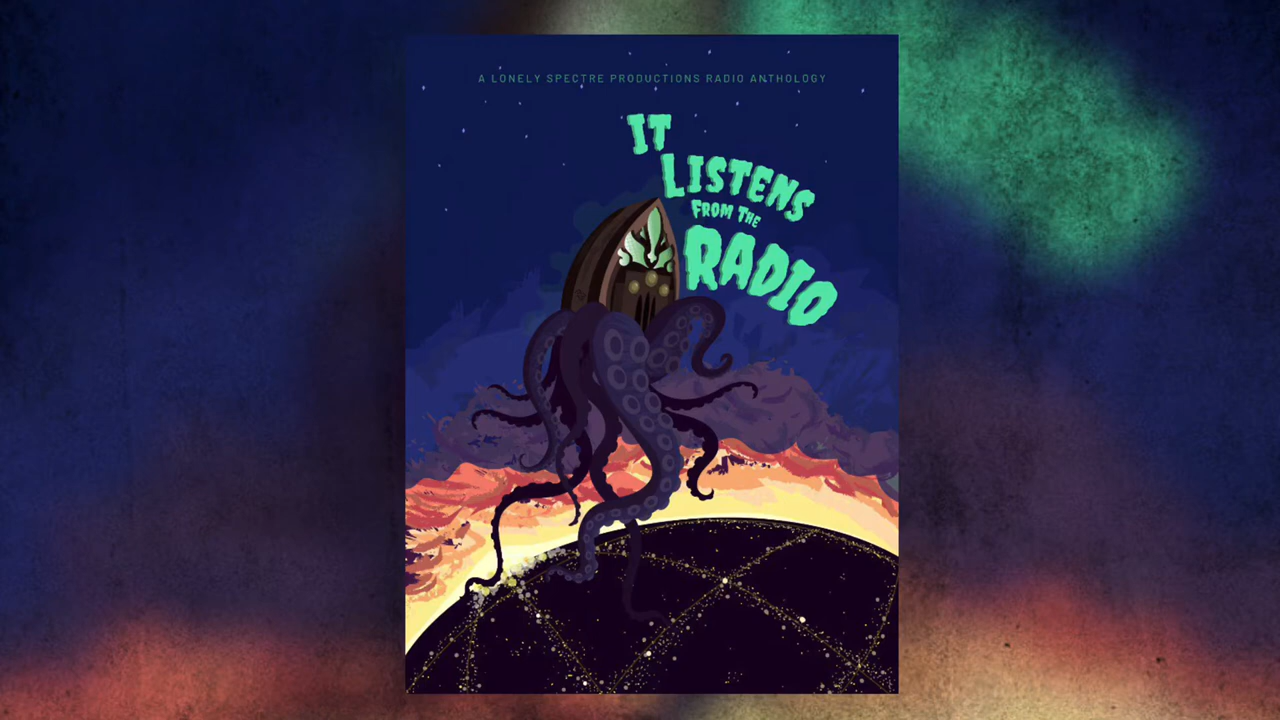 A LONELY SPECTRE PRODUCTIONS RADIO ANTHOLOGY
IT
LISTENS
FROM THE
RADIO